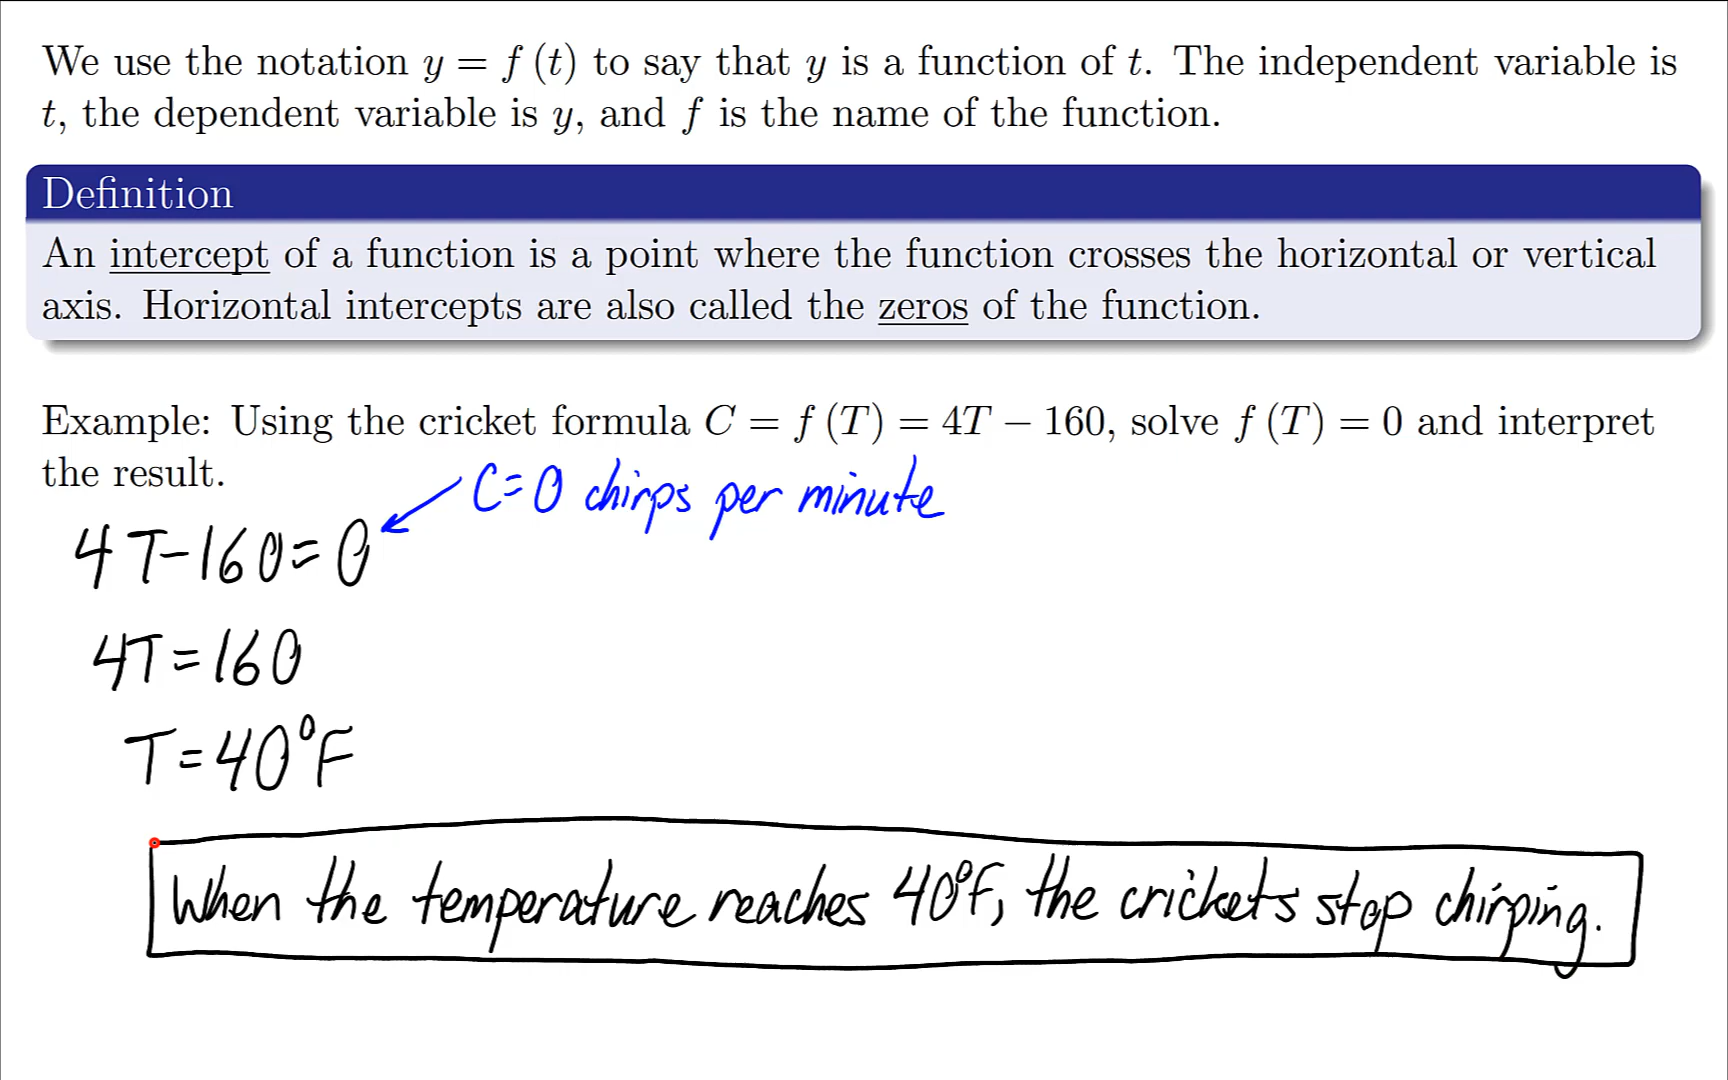 We use the notation y = f (t) to say that y is a function of t. The independent variable is
t, the dependent variable is y, and f is the name of the function.
Definition
An intercept of a function is a point where the function crosses the horizontal or vertical
axis. Horizontal intercepts are also called the zeros of the function.
Example: Using the cricket formula C = f (T) = 4T − 160, solve f (T) = 0 and interpret
the result.
C=0 chirps per minute
4T-160=0
4T=160
T=40°F
When the temperature reaches 40°F, the crickets stop chirping.